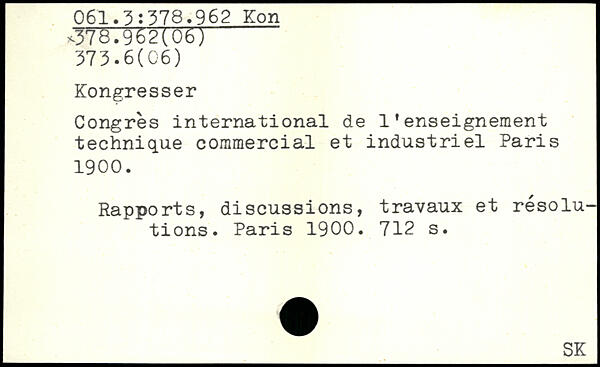 061.3:378.962 Kon
x378.962(06)
373.6(06)
Kongresser
Congrès international de l'enseignement
technique commercial et industriel Paris
1900.
Rapports, discussions, travaux et résolu-
tions. Paris 1900. 712 s.
SK